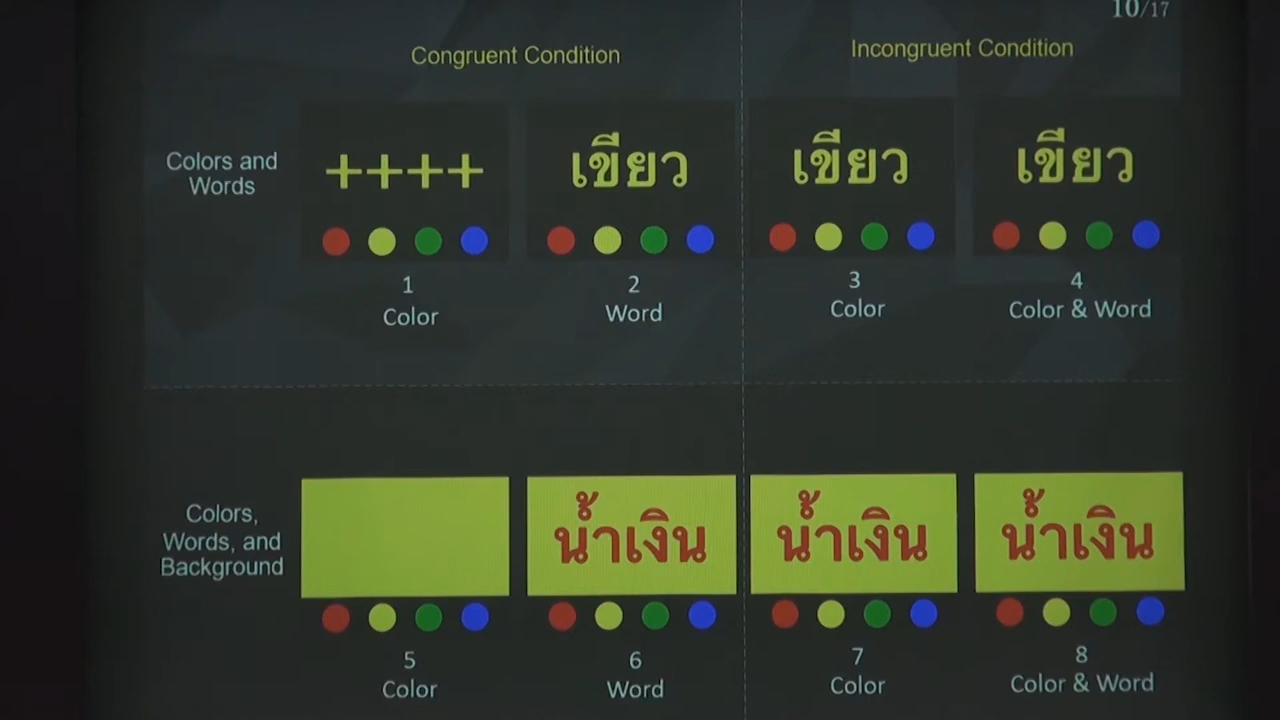 10/17
Congruent Condition
Incongruent Condition
Colors and
Words
++++
เขียว
เขียว
เขียว
1
Color
2
Word
3
Color
4
Color & Word
Colors,
Words, and
Background
น้ำเงิน
น้ำเงิน
น้ำเงิน
5
Color
6
Word
7
Color
8
Color & Word